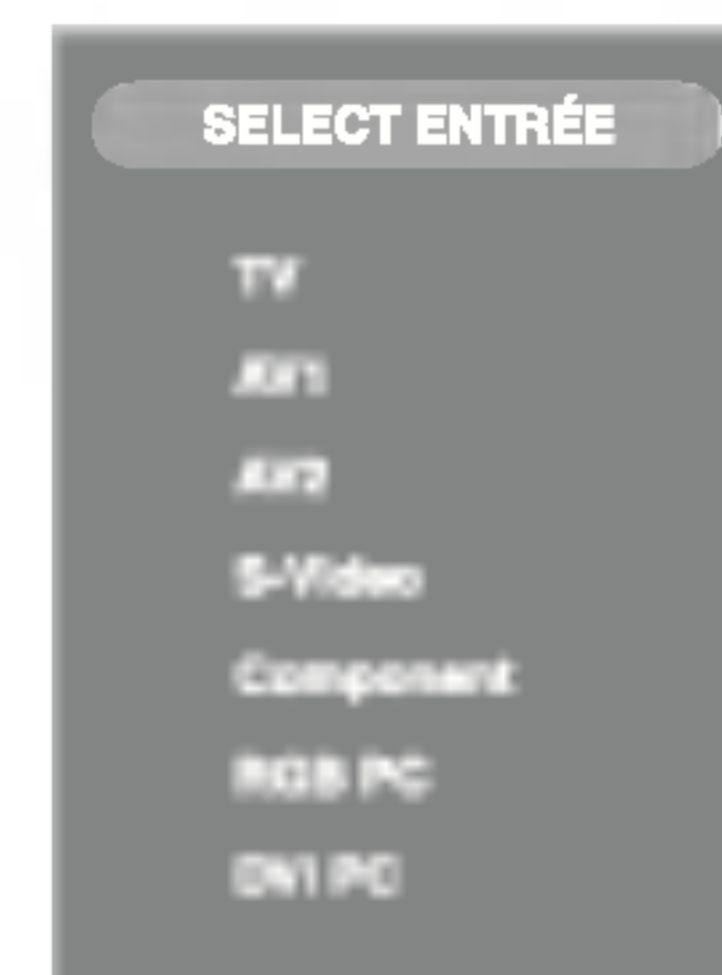 SELECT ENTRÉE
TV
AV1
AV2
S-Video
Component
RGB PC
DVI PC